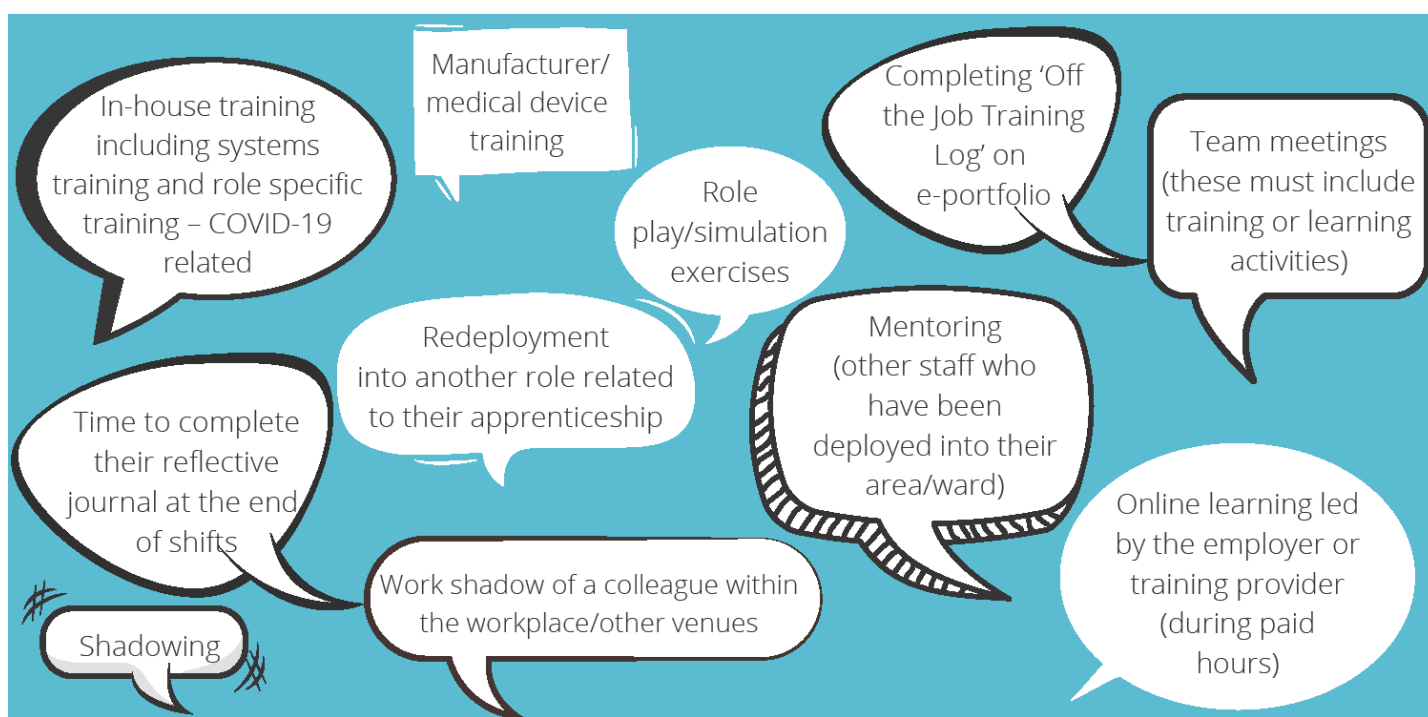 In-house training
including systems
training and role specific
training – COVID-19
related
Manufacturer/
medical device
training
Role
play/simulation
exercises
Completing ‘Off
the Job Training
Log’ on
e-portfolio
Team meetings
(these must include
training or learning
activities)
Redeployment
into another role related
to their apprenticeship
Mentoring
(other staff who
have been
deployed into their
area/ward)
Time to complete
their reflective
journal at the end
of shifts
Online learning led
by the employer or
training provider
(during paid
hours)
Work shadow of a colleague within
the workplace/other venues
Shadowing